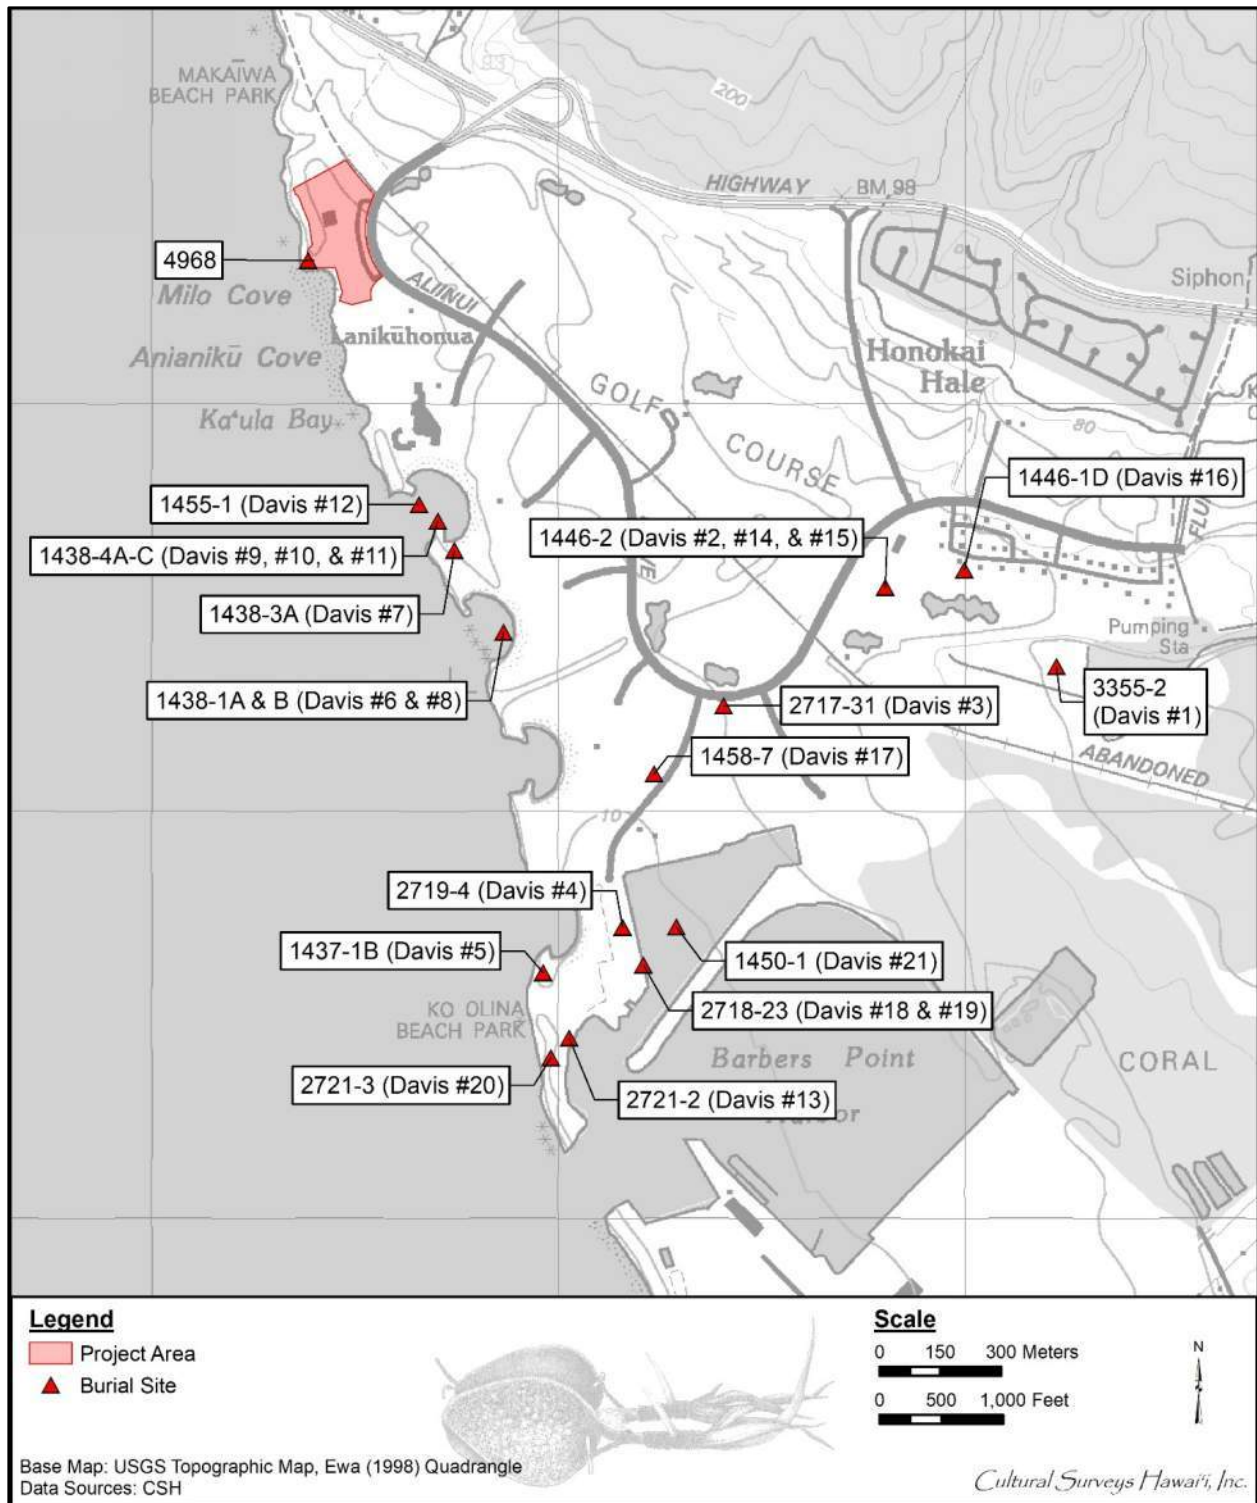 93
MAKAĪWA
BEACH PARK
200
HIGHWAY
BM 98
4968
Milo Cove
ALIINUI
Siphon
Lanikūhonua
Anianikū Cove
Honokai
Hale
GOLF
Ka‘ula Bay
80
COURSE
1446-1D (Davis #16)
1455-1 (Davis #12)
1446-2 (Davis #2, #14, & #15)
1438-4A-C (Davis #9, #10, & #11)
1438-3A (Davis #7)
Pumping
Sta
1438-1A & B (Davis #6 & #8)
2717-31 (Davis #3)
3355-2
(Davis #1)
1458-7 (Davis #17)
ABANDONED
10
2719-4 (Davis #4)
1437-1B (Davis #5)
1450-1 (Davis #21)
KO OLINA
BEACH PARK
2718-23 (Davis #18 & #19)
Barbers Point
CORAL
2721-3 (Davis #20)
2721-2 (Davis #13)
Legend
Project Area
Burial Site
Scale
0 150 300 Meters
0 500 1,000 Feet
N
Base Map: USGS Topographic Map, Ewa (1998) Quadrangle
Data Sources: CSH
Cultural Surveys Hawai‘i, Inc.